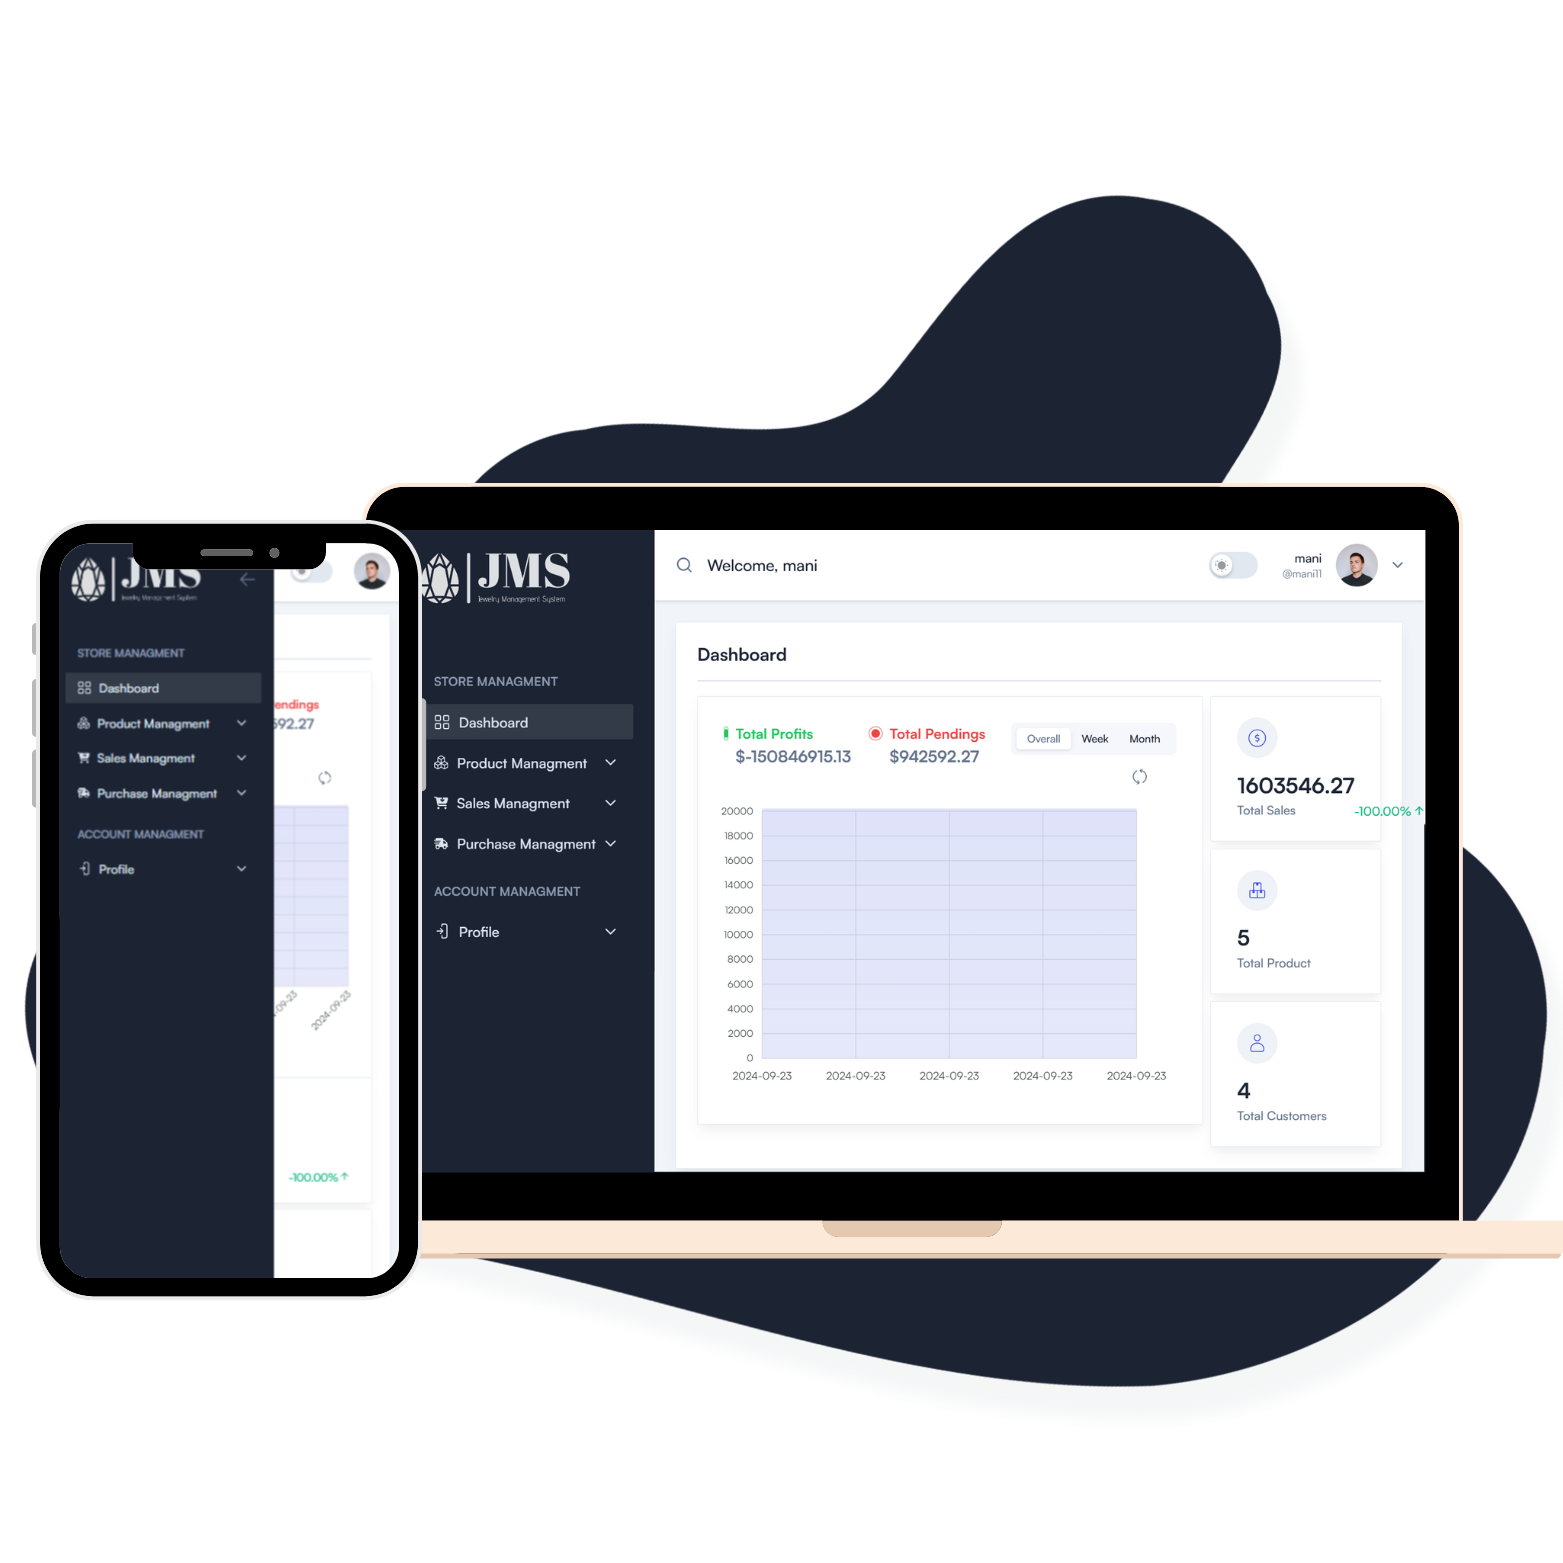 JMS
Jewelry Management System
STORE MANAGMENT
Dashboard
Product Managment
Sales Managment
Purchase Managment
ACCOUNT MANAGMENT
Profile
endings
592.27
09-23
2024-09-23
-100.00% ↑
JMS
Jewelry Management System
STORE MANAGMENT
Dashboard
Product Managment
Sales Managment
Purchase Managment
ACCOUNT MANAGMENT
Profile
Welcome, mani
mani
@mani11
Dashboard
Total Profits
$-150846915.13
Total Pendings
$942592.27
Overall Week Month
20000
18000
16000
14000
12000
10000
8000
6000
4000
2000
0
2024-09-23 2024-09-23 2024-09-23 2024-09-23 2024-09-23
1603546.27
Total Sales -100.00% ↑
5
Total Product
4
Total Customers